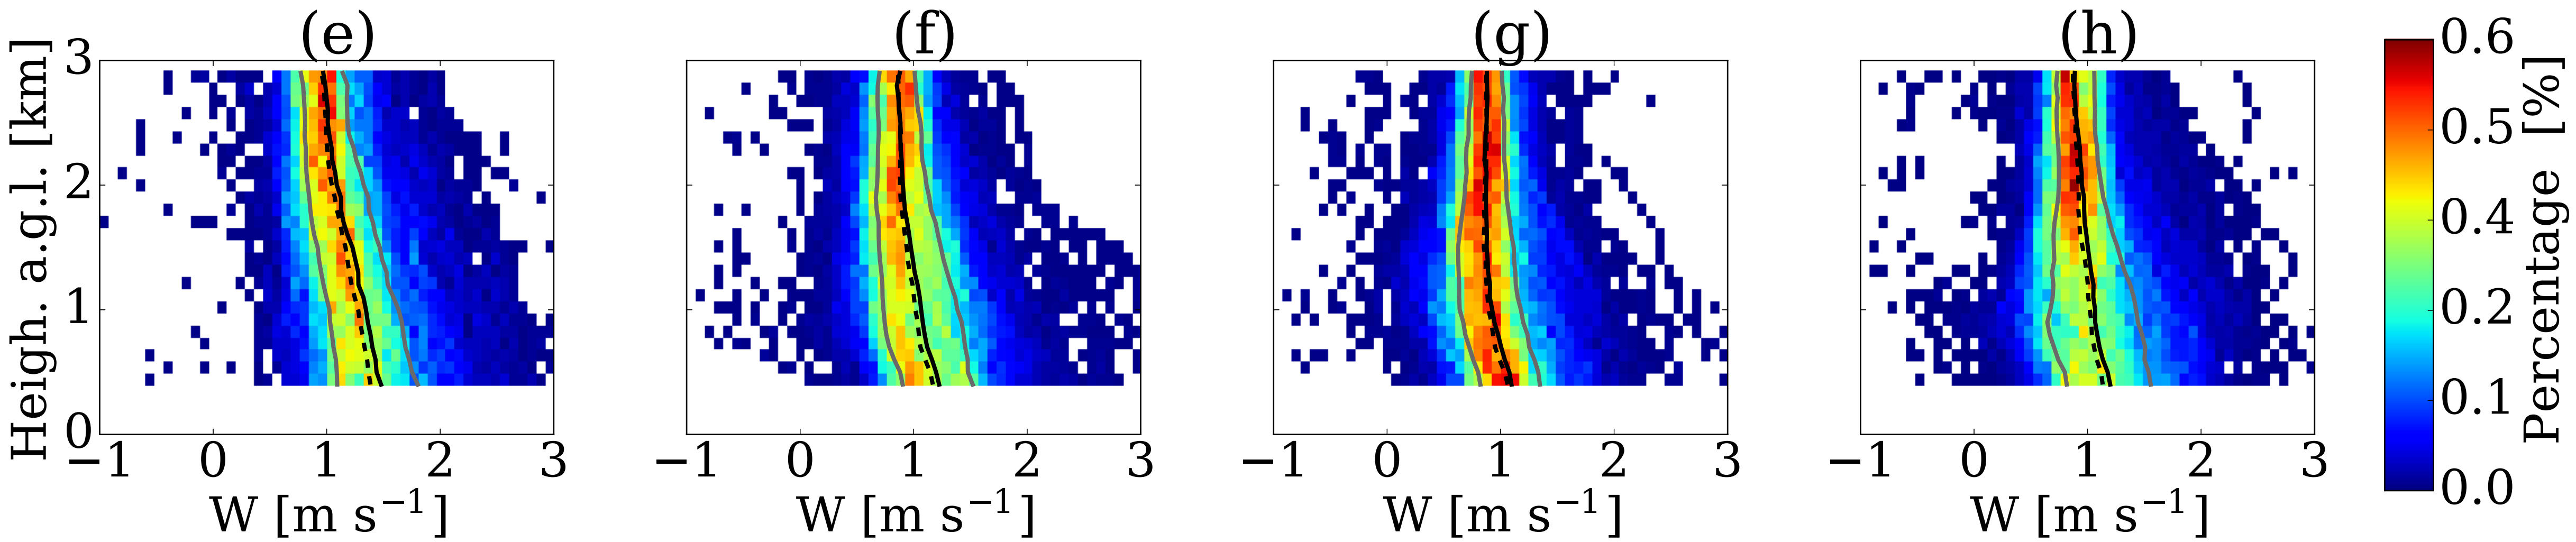 (e) (f) (g) (h)
Heigh. a.g.l. [km]
3
2
1
0
−1 0 1 2 3
W [m s⁻¹]
−1 0 1 2 3
W [m s⁻¹]
−1 0 1 2 3
W [m s⁻¹]
−1 0 1 2 3
W [m s⁻¹]
0.6
0.5
0.4
0.2
0.1
0.0
Percentage [%]